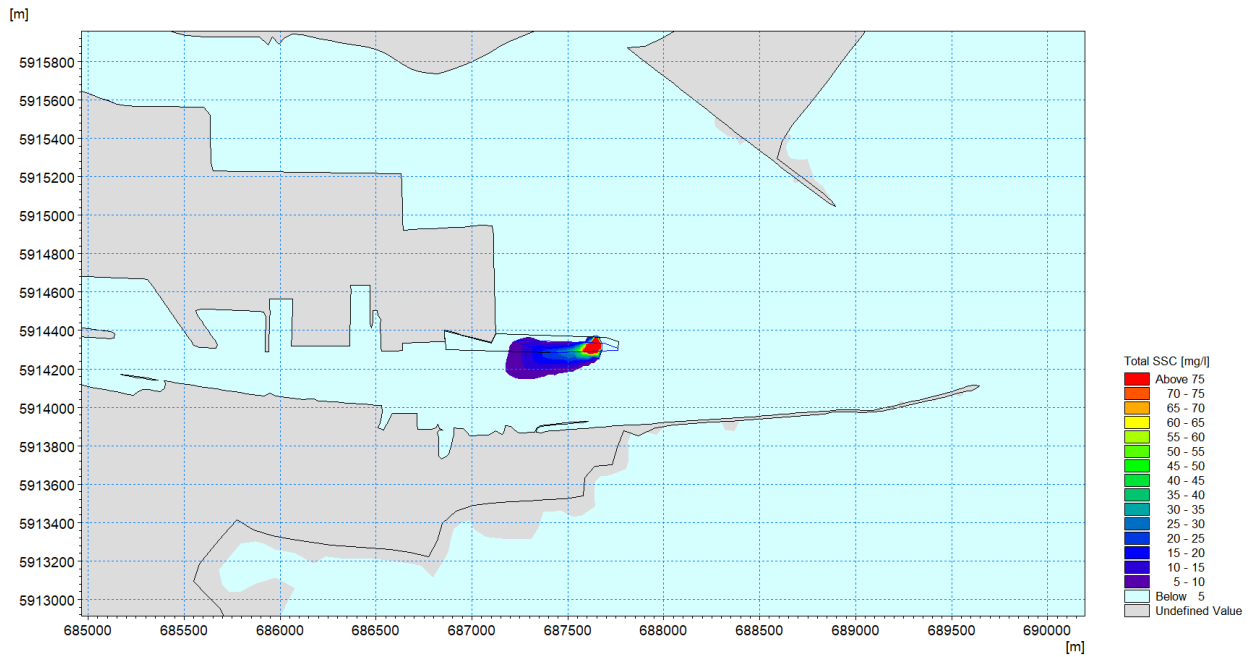 [m]
5915800
5915600
5915400
5915200
5915000
5914800
5914600
5914400
5914200
5914000
5913800
5913600
5913400
5913200
5913000
685000 685500 686000 686500 687000 687500 688000 688500 689000 689500 690000
[m]
Total SSC [mg/l]
Above 75
70 - 75
65 - 70
60 - 65
55 - 60
50 - 55
45 - 50
40 - 45
35 - 40
30 - 35
25 - 30
20 - 25
15 - 20
10 - 15
5 - 10
Below 5
Undefined Value